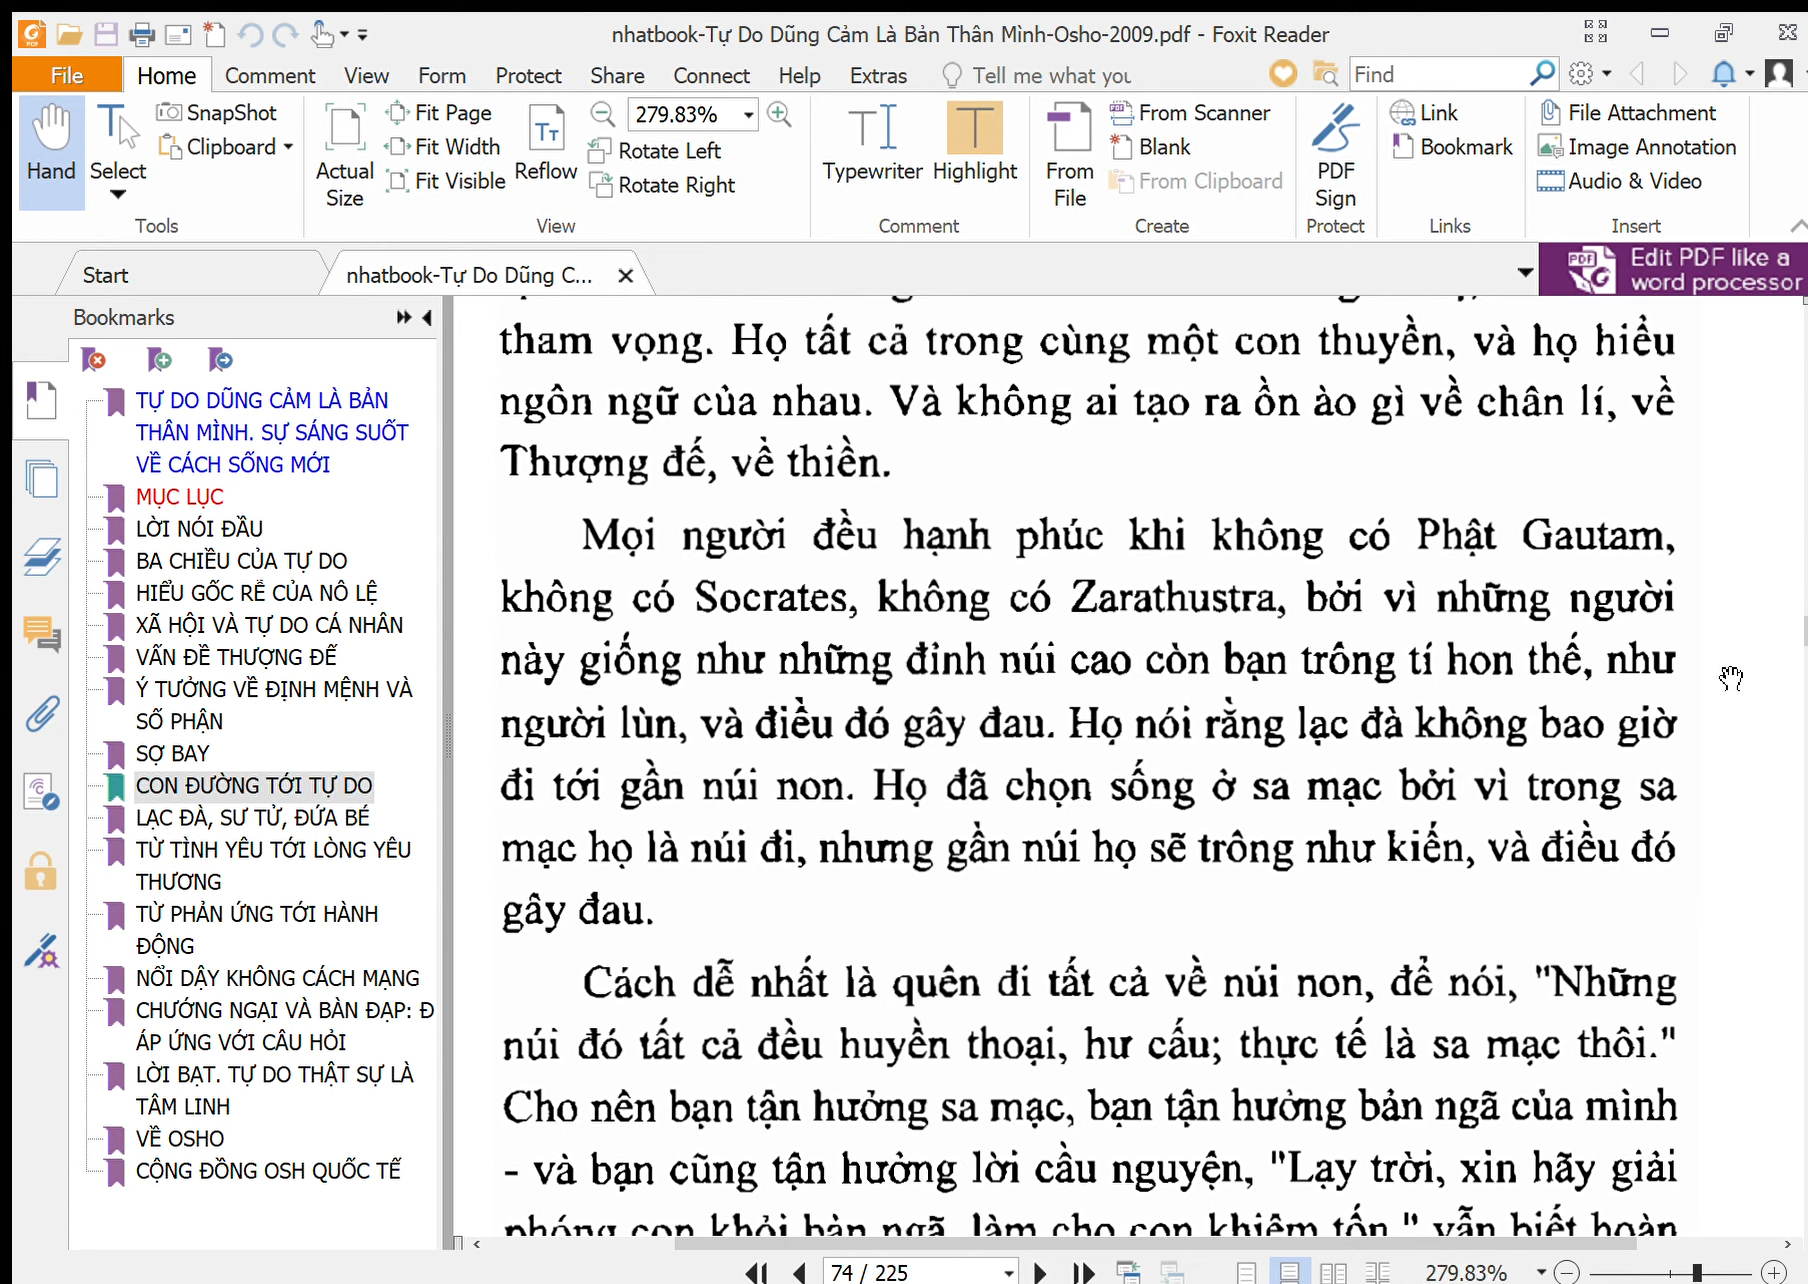 nhatbook-Tự Do Dũng Cảm Là Bản Thân Mình-Osho-2009.pdf - Foxit Reader
File Home Comment View Form Protect Share Connect Help Extras Tell me what you Find
Hand
Select
SnapShot
Clipboard
Tools
Actual
Size
Fit Page
Fit Width
Fit Visible
Reflow
279.83%
Rotate Left
Rotate Right
View
Typewriter
Highlight
Comment
From
File
From Scanner
Blank
From Clipboard
Create
PDF
Sign
Protect
Link
Bookmark
Links
File Attachment
Image Annotation
Audio & Video
Insert
Start
nhatbook-Tự Do Dũng C...
PDF
Edit PDF like a
word processor
Bookmarks
TỰ DO DŨNG CẢM LÀ BẢN
THÂN MÌNH. SỰ SÁNG SUỐT
VỀ CÁCH SỐNG MỚI
MỤC LỤC
LỜI NÓI ĐẦU
BA CHIỀU CỦA TỰ DO
HIỂU GỐC RỄ CỦA NÔ LỆ
XÃ HỘI VÀ TỰ DO CÁ NHÂN
VẤN ĐỀ THƯỢNG ĐẾ
Ý TƯỞNG VỀ ĐỊNH MỆNH VÀ
SỐ PHẬN
SỢ BAY
CON ĐƯỜNG TỚI TỰ DO
LẠC ĐÀ, SƯ TỬ, ĐỨA BÉ
TỪ TÌNH YÊU TỚI LÒNG YÊU
THƯƠNG
TỪ PHẢN ỨNG TỚI HÀNH
ĐỘNG
NỔI DẬY KHÔNG CÁCH MẠNG
CHƯỚNG NGẠI VÀ BÀN ĐẠP: Đ
ÁP ỨNG VỚI CÂU HỎI
LỜI BẠT. TỰ DO THẬT SỰ LÀ
TÂM LINH
VỀ OSHO
CỘNG ĐỒNG OSH QUỐC TẾ
tham vọng. Họ tất cả trong cùng một con thuyền, và họ hiểu
ngôn ngữ của nhau. Và không ai tạo ra ồn ào gì về chân lí, về
Thượng đế, về thiền.
Mọi người đều hạnh phúc khi không có Phật Gautam,
không có Socrates, không có Zarathustra, bởi vì những người
này giống như những đỉnh núi cao còn bạn trông tí hon thế, như
người lùn, và điều đó gây đau. Họ nói rằng lạc đà không bao giờ
đi tới gần núi non. Họ đã chọn sống ở sa mạc bởi vì trong sa
mạc họ là núi đi, nhưng gần núi họ sẽ trông như kiến, và điều đó
gây đau.
Cách dễ nhất là quên đi tất cả về núi non, để nói, "Những
núi đó tất cả đều huyền thoại, hư cấu; thực tế là sa mạc thôi."
Cho nên bạn tận hưởng sa mạc, bạn tận hưởng bản ngã của mình
- và bạn cũng tận hưởng lời cầu nguyện, "Lạy trời, xin hãy giải
phóng con khỏi bản ngã, làm cho con khiêm tốn," vẫn biết hoàn
74 / 225
279.83%